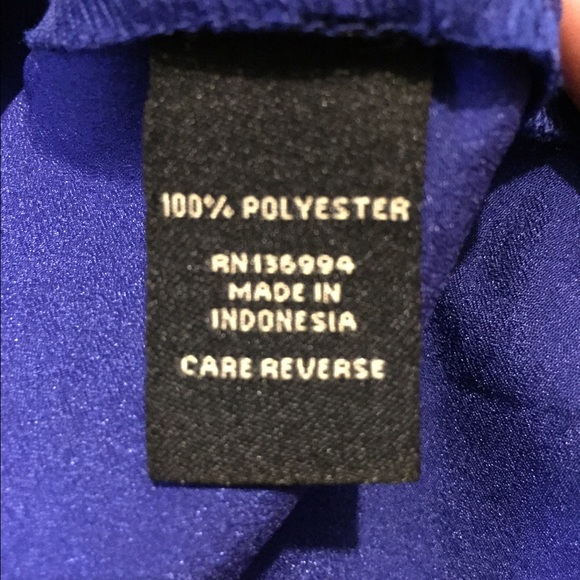 100% POLYESTER
RN136994
MADE IN
INDONESIA
CARE REVERSE